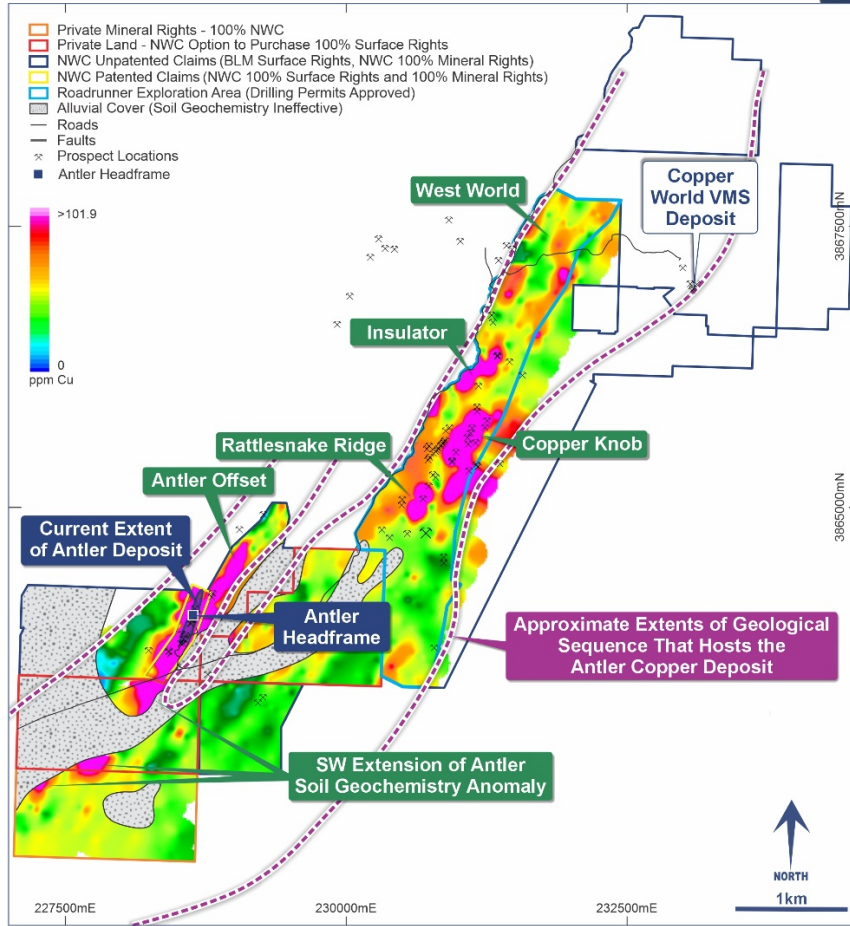 Private Mineral Rights - 100% NWC
Private Land - NWC Option to Purchase 100% Surface Rights
NWC Unpatented Claims (BLM Surface Rights, NWC 100% Mineral Rights)
NWC Patented Claims (NWC 100% Surface Rights and 100% Mineral Rights)
Roadrunner Exploration Area (Drilling Permits Approved)
Alluvial Cover (Soil Geochemistry Ineffective)
Roads
Faults
Prospect Locations
Antler Headframe
>101.9
0
ppm Cu
West World
Copper
World VMS
Deposit
3867500mN
Insulator
Rattlesnake Ridge
Copper Knob
Antler Offset
3865000mN
Current Extent
of Antler Deposit
Antler
Headframe
Approximate Extents of Geological
Sequence That Hosts the
Antler Copper Deposit
SW Extension of Antler
Soil Geochemistry Anomaly
NORTH
1km
227500mE
230000mE
232500mE